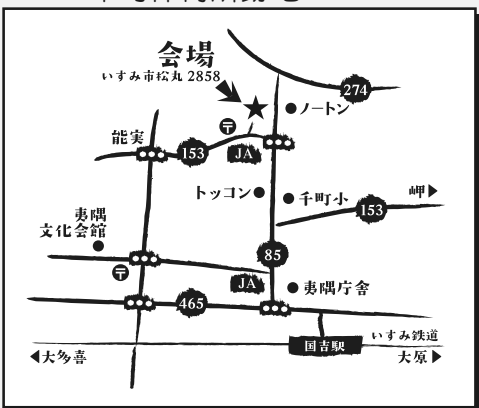 会場
いすみ市松丸 2858
274
ノートン
〒
能実
153
JA
トッコン
千町小
岬▶
153
夷隅
文化会館
85
〒
JA
夷隅庁舎
465
いすみ鉄道
国吉駅
◀大多喜
大原▶